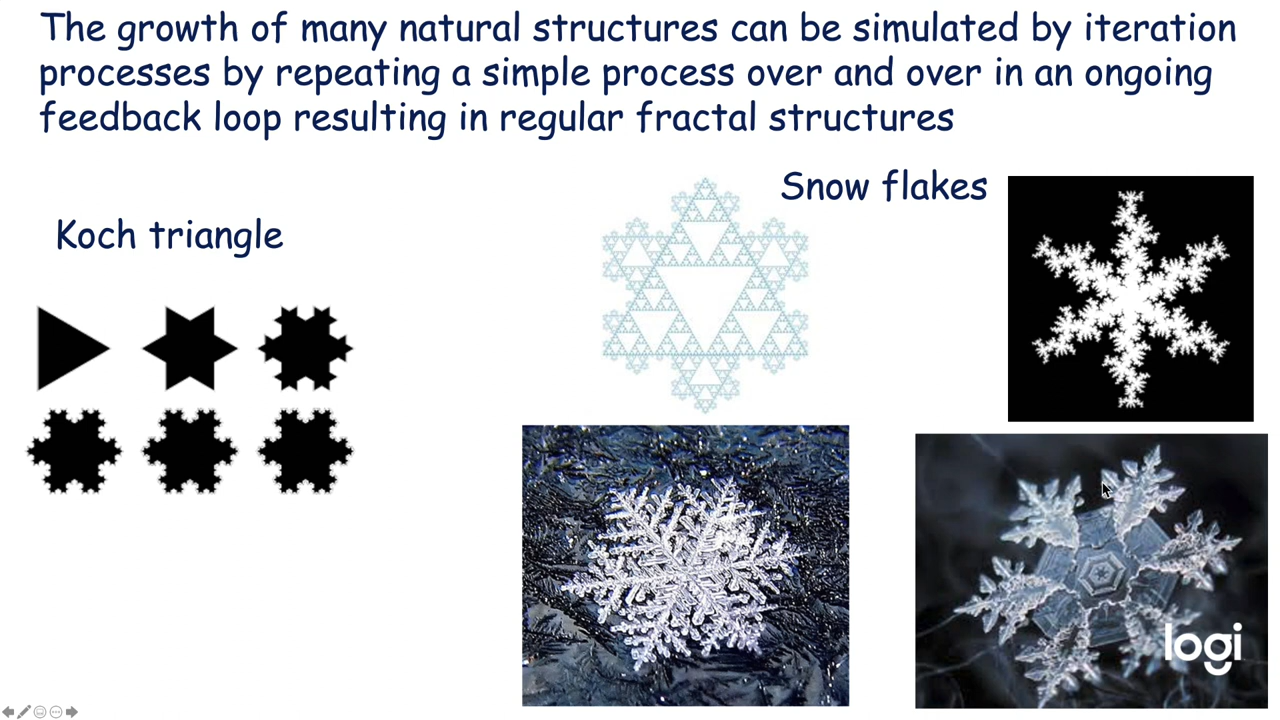 The growth of many natural structures can be simulated by iteration
processes by repeating a simple process over and over in an ongoing
feedback loop resulting in regular fractal structures
Snow flakes
Koch triangle
logi